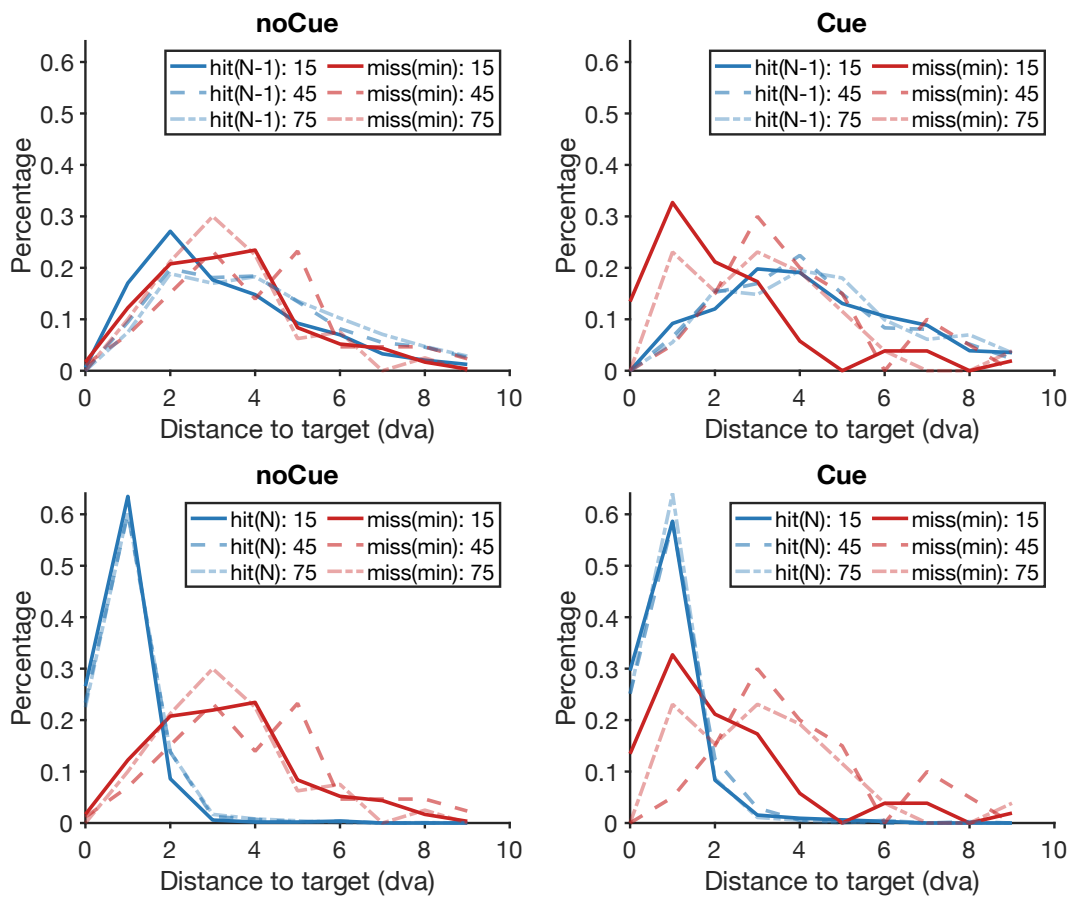 noCue
0.6
0.5
0.4
0.3
0.2
0.1
0
Percentage
hit(N-1): 15 miss(min): 15
hit(N-1): 45 miss(min): 45
hit(N-1): 75 miss(min): 75
0 2 4 6 8 10
Distance to target (dva)
Cue
0.6
0.5
0.4
0.3
0.2
0.1
0
Percentage
hit(N-1): 15 miss(min): 15
hit(N-1): 45 miss(min): 45
hit(N-1): 75 miss(min): 75
0 2 4 6 8 10
Distance to target (dva)
noCue
0.6
0.5
0.4
0.3
0.2
0.1
0
Percentage
hit(N): 15 miss(min): 15
hit(N): 45 miss(min): 45
hit(N): 75 miss(min): 75
0 2 4 6 8 10
Distance to target (dva)
Cue
0.6
0.5
0.4
0.3
0.2
0.1
0
Percentage
hit(N): 15 miss(min): 15
hit(N): 45 miss(min): 45
hit(N): 75 miss(min): 75
0 2 4 6 8 10
Distance to target (dva)